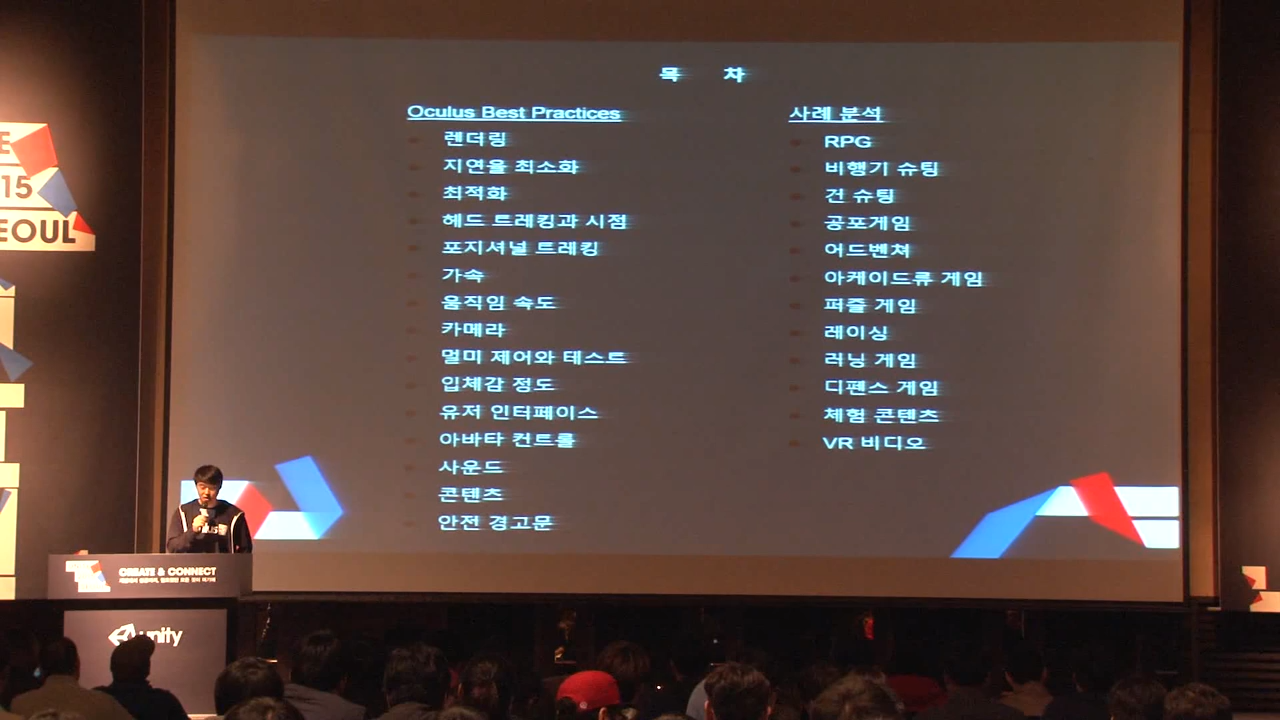 목 차
Oculus Best Practices
렌더링
지연율 최소화
최적화
헤드 트레킹과 시점
포지셔널 트레킹
가속
움직임 속도
카메라
멀미 제어와 테스트
입체감 정도
유저 인터페이스
아바타 컨트롤
사운드
콘텐츠
안전 경고문
사례 분석
RPG
비행기 슈팅
건 슈팅
공포게임
어드벤쳐
아케이드류 게임
퍼즐 게임
레이싱
러닝 게임
디펜스 게임
체험 콘텐츠
VR 비디오
E
15
EOUL
CREATE & CONNECT
unity